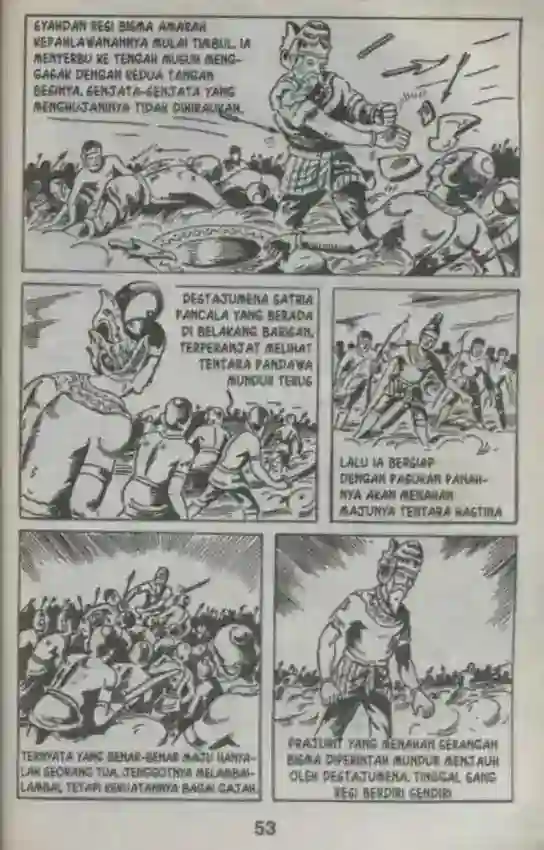 SYAHDAN RESI BISMA AMARAH
KEPAHLAWANANNYA MULAI TIMBUL. IA
MENYERBU KE TENGAH MUSUH MENG-
GASAK DENGAN KEDUA TANGAN
BESINYA. SENJATA-SENJATA YANG
MENGHUJANINYA TIDAK DIHIRAUKAN.
DESTAJUMENA SATRIA
PANCALA YANG BERADA
DI BELAKANG BARISAN,
TERPERANJAT MELIHAT
TENTARA PANDAWA
MUNDUR TERUS
LALU IA BERSIAP
DENGAN PASUKAN PANAH-
NYA AKAN MENAHAN
MAJUNYA TENTARA HASTINA
TERNYATA YANG BENAR-BENAR MAJU HANYA-
LAH SEORANG TUA. JENGGOTNYA MELAMBAI-
LAMBAI, TETAPI KEKUATANNYA BAGAI GAJAH.
PRAJURIT YANG MENAHAN SERANGAN
BISMA DIPERINTAH MUNDUR MENJAUH
OLEH DESTAJUMENA. TINGGAL SANG
RESI BERDIRI SENDIRI
53